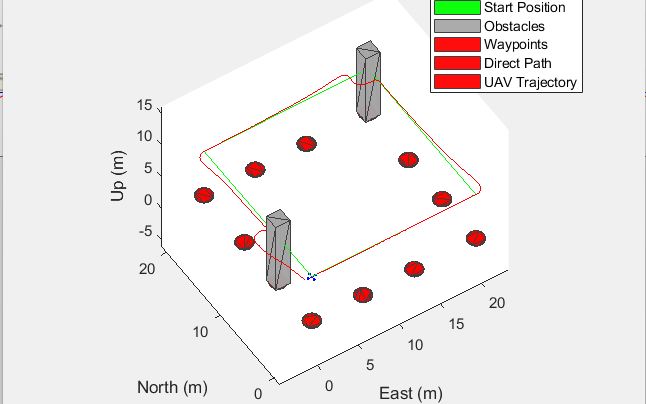 Start Position
Obstacles
Waypoints
Direct Path
UAV Trajectory
15
10
5
0
-5
Up (m)
20
10
0
North (m)
0
5
10
15
20
East (m)